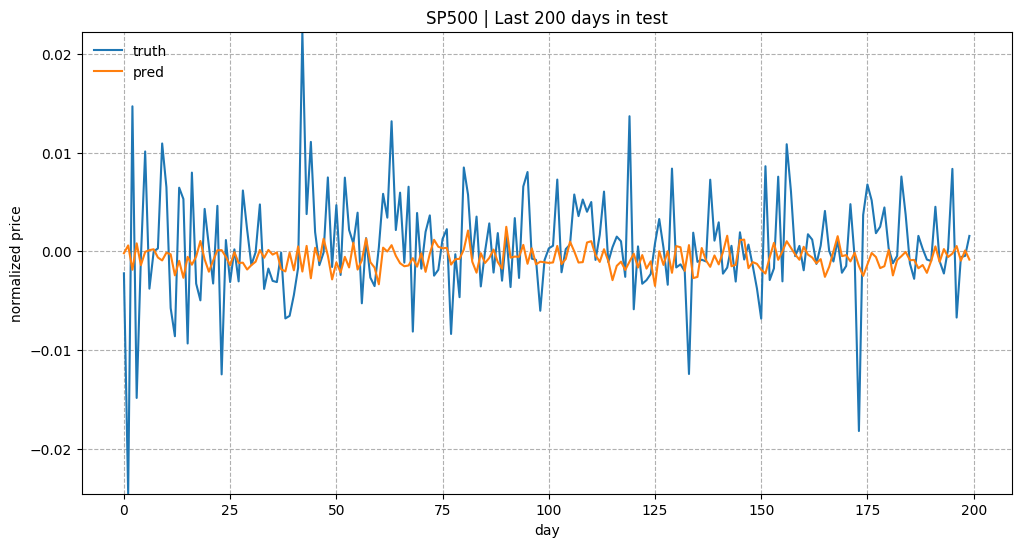 SP500 | Last 200 days in test
truth
pred
0.02
0.01
0.00
−0.01
−0.02
normalized price
0 25 50 75 100 125 150 175 200
day